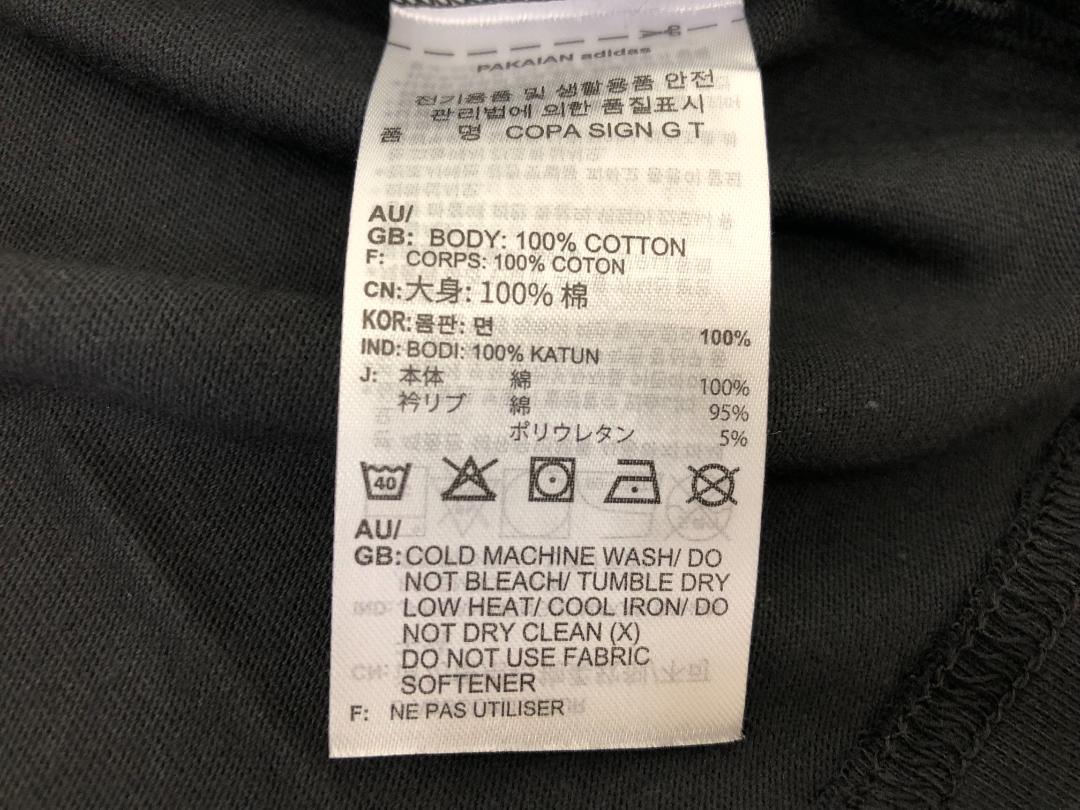 PAKAIAN adidas
전기용품 및 생활용품 안전
관리법에 의한 품질표시
품 명 COPA SIGN G T
AU/
GB: BODY: 100% COTTON
F: CORPS: 100% COTON
CN:大身: 100% 棉
KOR:몸판: 면 100%
IND: BODI: 100% KATUN
J: 本体 綿 100%
衿リブ 綿 95%
ポリウレタン 5%
40
AU/
GB:COLD MACHINE WASH/ DO
NOT BLEACH/ TUMBLE DRY
LOW HEAT/ COOL IRON/ DO
NOT DRY CLEAN (X)
DO NOT USE FABRIC
SOFTENER
F: NE PAS UTILISER